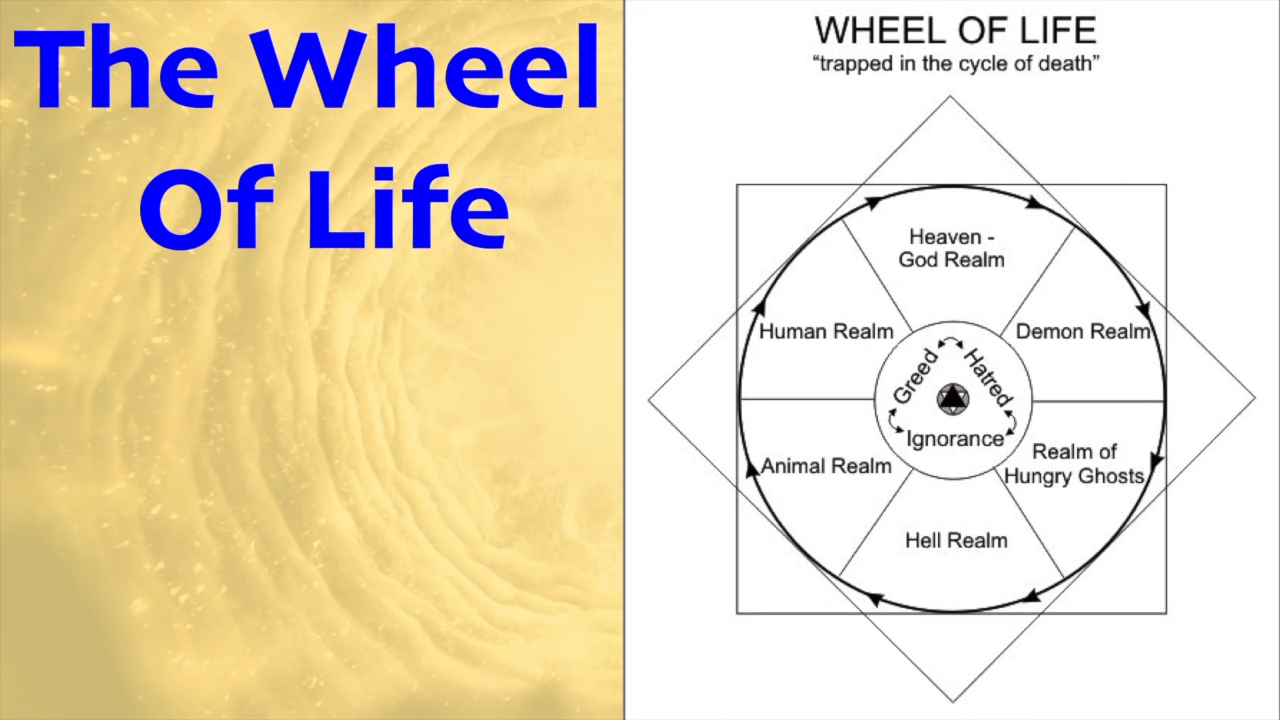 The Wheel
Of Life
WHEEL OF LIFE
“trapped in the cycle of death”
Heaven -
God Realm
Human Realm
Demon Realm
Greed
Hatred
Ignorance
Animal Realm
Realm of
Hungry Ghosts
Hell Realm